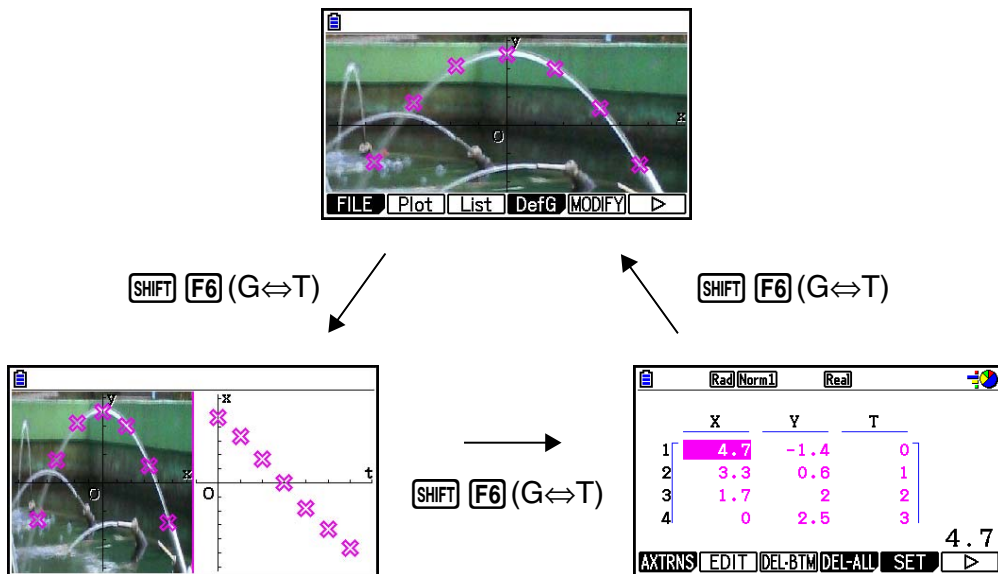 y
x
O
FILE Plot List DefG MODIFY ▷
SHIFT F6 (G⇔T)
SHIFT F6 (G⇔T)
y
x
O
x
t
O
SHIFT F6 (G⇔T)
Rad Norm1 Real
X Y T
1 4.7 -1.4 0
2 3.3 0.6 1
3 1.7 2 2
4 0 2.5 3
4.7
AXTRNS EDIT DEL-BTM DEL-ALL SET ▷